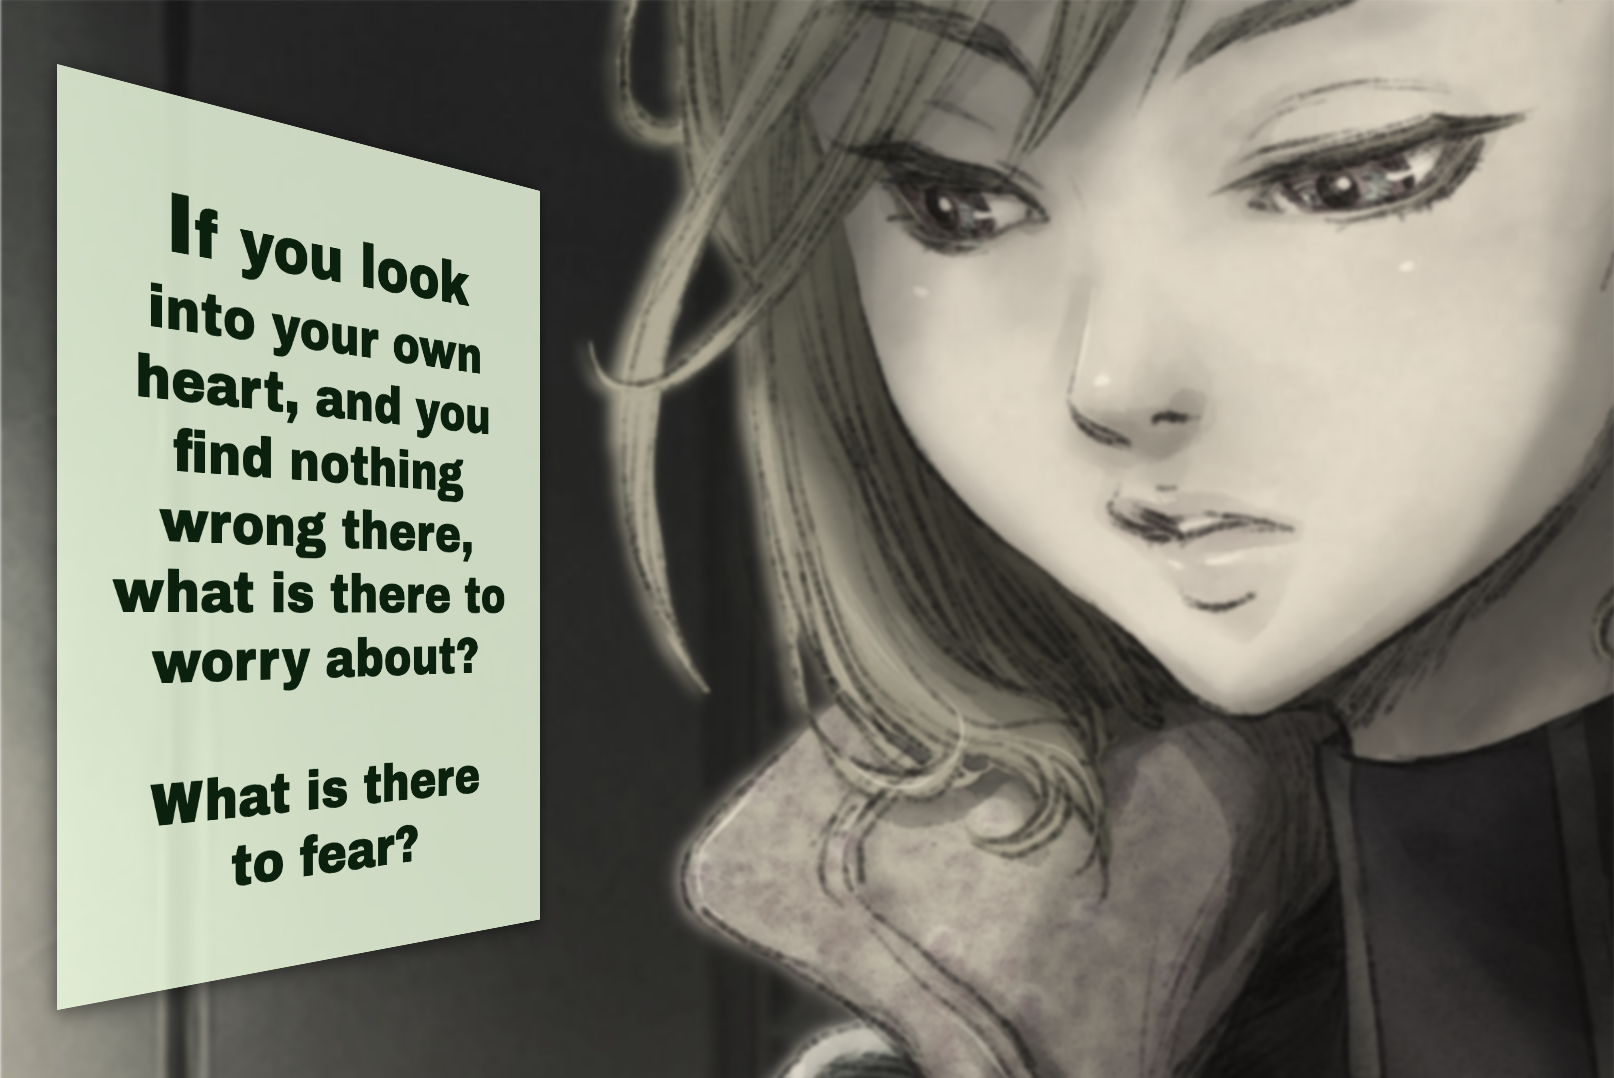 If you look
into your own
heart, and you
find nothing
wrong there,
what is there to
worry about?
What is there
to fear?